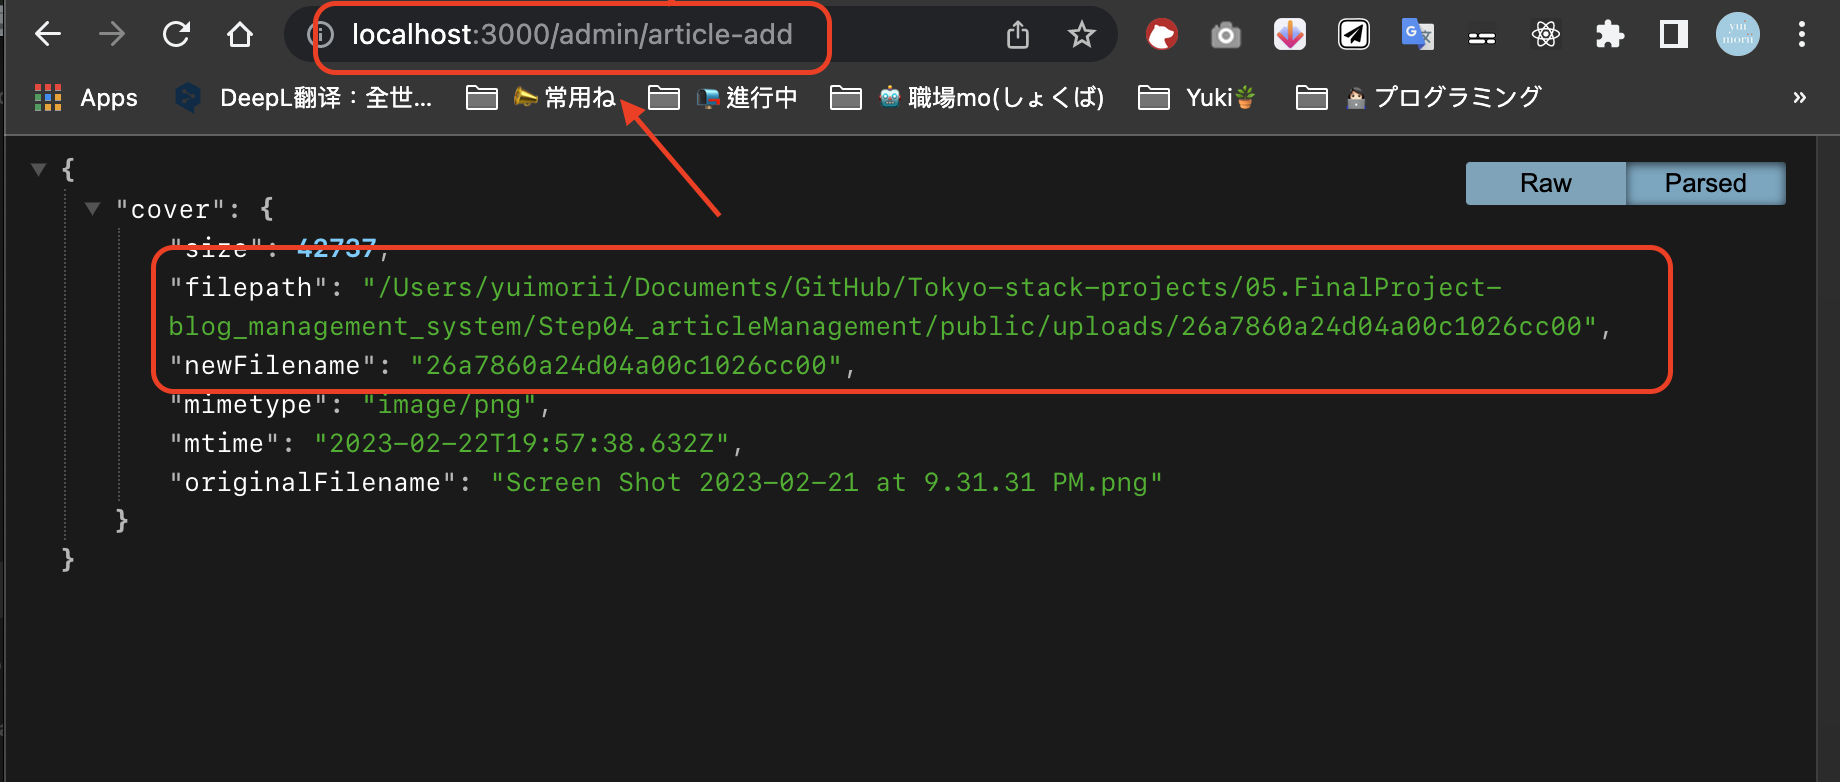 localhost:3000/admin/article-add
Apps DeepL翻译：全世... 常用ね 進行中 職場mo(しょくば) Yuki プログラミング »
yui
morii
Raw Parsed
{
"cover": {
"size": 42737,
"filepath": "/Users/yuimorii/Documents/GitHub/Tokyo-stack-projects/05.FinalProject-
blog_management_system/Step04_articleManagement/public/uploads/26a7860a24d04a00c1026cc00",
"newFilename": "26a7860a24d04a00c1026cc00",
"mimetype": "image/png",
"mtime": "2023-02-22T19:57:38.632Z",
"originalFilename": "Screen Shot 2023-02-21 at 9.31.31 PM.png"
}
}